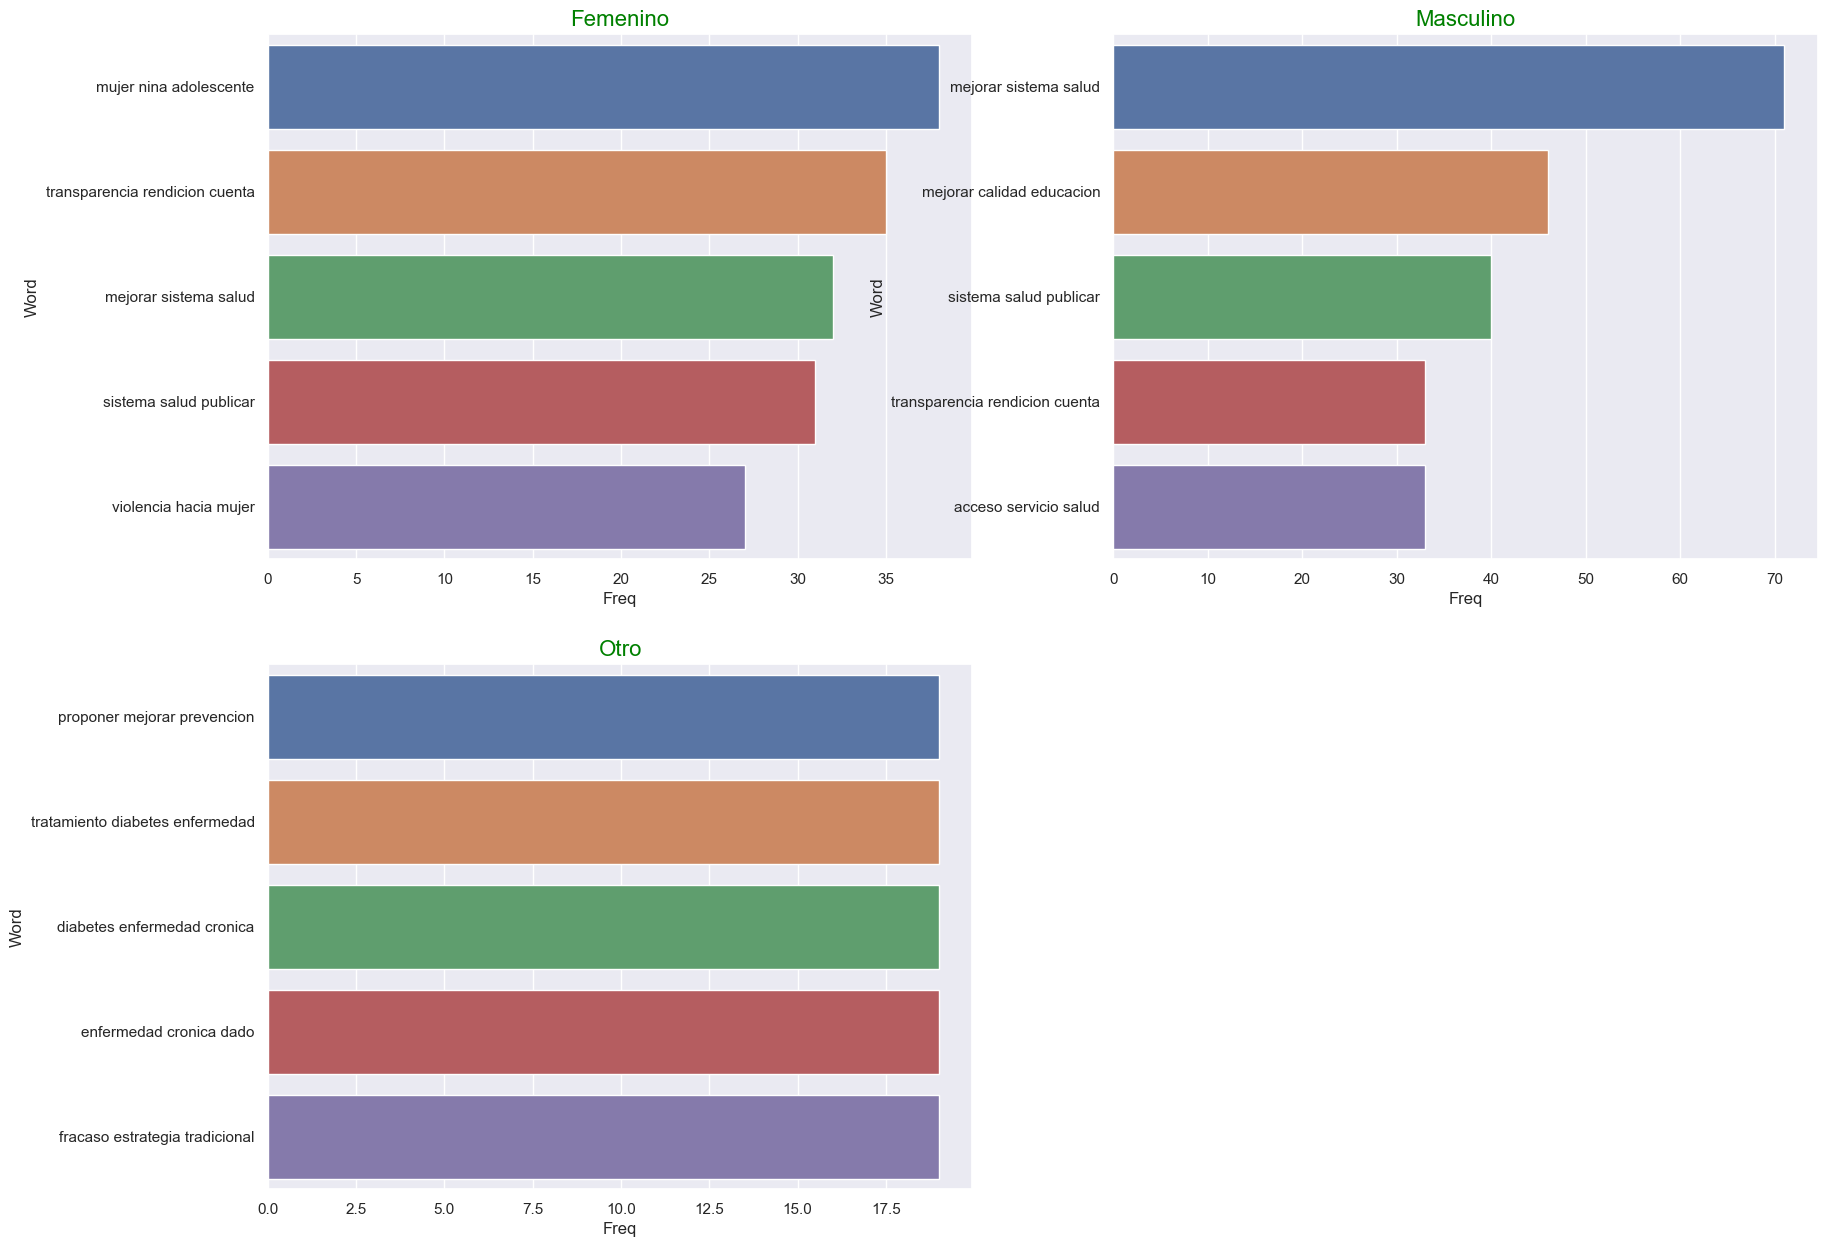 Femenino
Word
mujer nina adolescente
transparencia rendicion cuenta
mejorar sistema salud
sistema salud publicar
violencia hacia mujer
0 5 10 15 20 25 30 35
Freq
Masculino
Word
mejorar sistema salud
mejorar calidad educacion
sistema salud publicar
transparencia rendicion cuenta
acceso servicio salud
0 10 20 30 40 50 60 70
Freq
Otro
Word
proponer mejorar prevencion
tratamiento diabetes enfermedad
diabetes enfermedad cronica
enfermedad cronica dado
fracaso estrategia tradicional
0.0 2.5 5.0 7.5 10.0 12.5 15.0 17.5
Freq